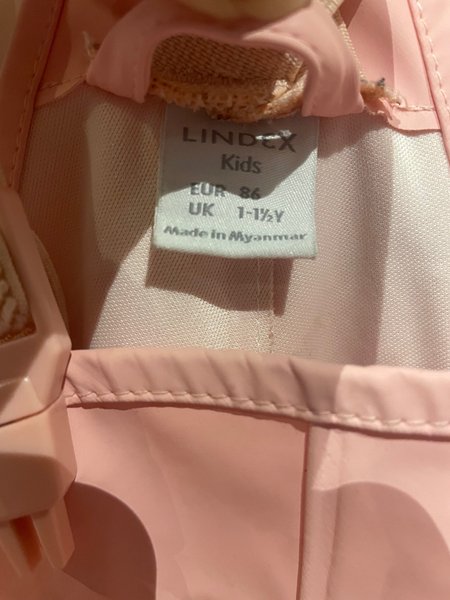 LINDEX
Kids
EUR 86
UK 1-1½Y
Made in Myanmar